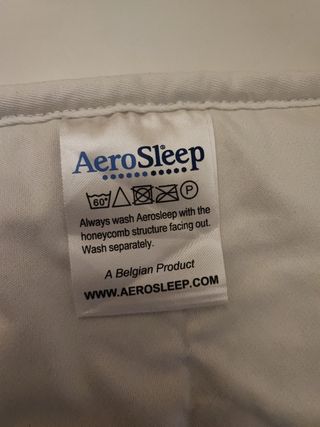 AeroSleep
60°
P
Always wash Aerosleep with the
honeycomb structure facing out.
Wash separately.
A Belgian Product
WWW.AEROSLEEP.COM